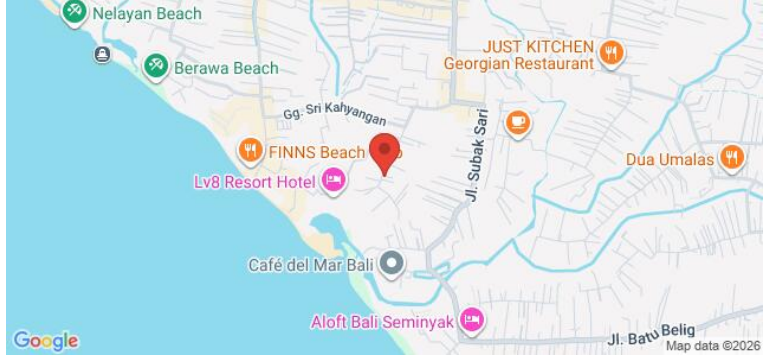 Nelayan Beach
Berawa Beach
JUST KITCHEN
Georgian Restaurant
Gg. Sri Kahyangan
Jl. Subak Sari
FINNS Beach
Dua Umalas
Lv8 Resort Hotel
Café del Mar Bali
Aloft Bali Seminyak
Jl. Batu Belig
Google
Map data ©2026